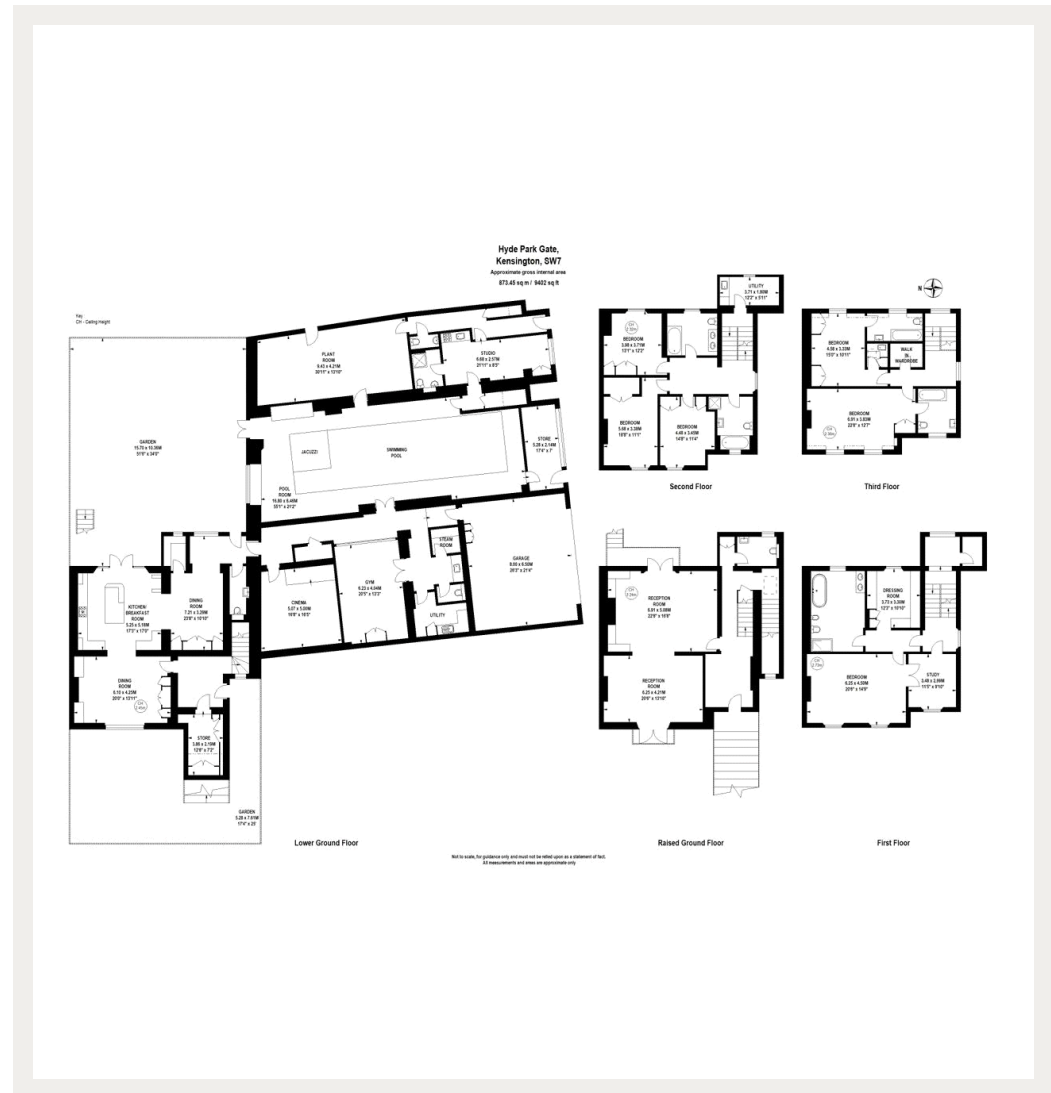 Hyde Park Gate,
Kensington, SW7
Approximate gross internal area
873.45 sq m / 9402 sq ft
Key
CH - Ceiling Height
N
GARDEN
15.70 x 10.36M
51'6" x 34'0"
PLANT
ROOM
9.43 x 4.21M
30'11" x 13'10"
STUDIO
6.68 x 2.57M
21'11" x 8'5"
JACUZZI
SWIMMING
POOL
POOL
ROOM
16.80 x 6.46M
55'1" x 21'2"
STORE
5.28 x 2.14M
17'4" x 7'
STEAM
ROOM
GARAGE
8.00 x 6.50M
26'3" x 21'4"
GYM
6.23 x 4.04M
20'5" x 13'3"
CINEMA
5.07 x 5.00M
UTILITY
KITCHEN/
BREAKFAST
ROOM
5.25 x 5.18M
17'3" x 17'0"
DINING
ROOM
7.21 x 3.29M
23'8" x 10'10"
DINING
ROOM
6.10 x 4.25M
20'0" x 13'11"
CH
STORE
3.86 x 2.18M
12'8" x 7'2"
GARDEN
5.28 x 7.61M
17'4" x 25'
Lower Ground Floor
UTILITY
3.71 x 1.80M
12'2" x 5'11"
CH
BEDROOM
3.98 x 3.71M
13'1" x 12'2"
BEDROOM
5.68 x 3.38M
18'8" x 11'1"
BEDROOM
4.46 x 3.45M
14'8" x 11'4"
Second Floor
BEDROOM
4.58 x 3.33M
15'0" x 10'11"
WALK
IN
WARDROBE
BEDROOM
6.91 x 3.83M
22'8" x 12'7"
CH
Third Floor
CH
RECEPTION
ROOM
6.91 x 5.08M
22'8" x 16'8"
RECEPTION
ROOM
6.25 x 4.21M
20'6" x 13'10"
Raised Ground Floor
DRESSING
ROOM
3.73 x 3.30M
12'3" x 10'10"
CH
BEDROOM
6.25 x 4.50M
20'6" x 14'9"
STUDY
3.48 x 2.99M
11'5" x 9'10"
First Floor
Not to scale, for guidance only and must not be relied upon as a statement of fact.
All measurements and areas are approximate only